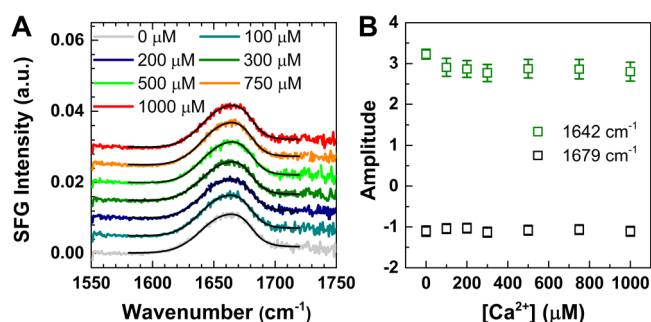 A
0 μM
100 μM
200 μM
300 μM
500 μM
750 μM
1000 μM
0.06
0.04
0.02
0.00
SFG Intensity (a.u.)
1550
1600
1650
1700
1750
Wavenumber (cm⁻¹)
B
5
4
3
2
1
0
-1
-2
Amplitude
1642 cm⁻¹
1679 cm⁻¹
0
200
400
600
800
1000
[Ca²⁺] (μM)